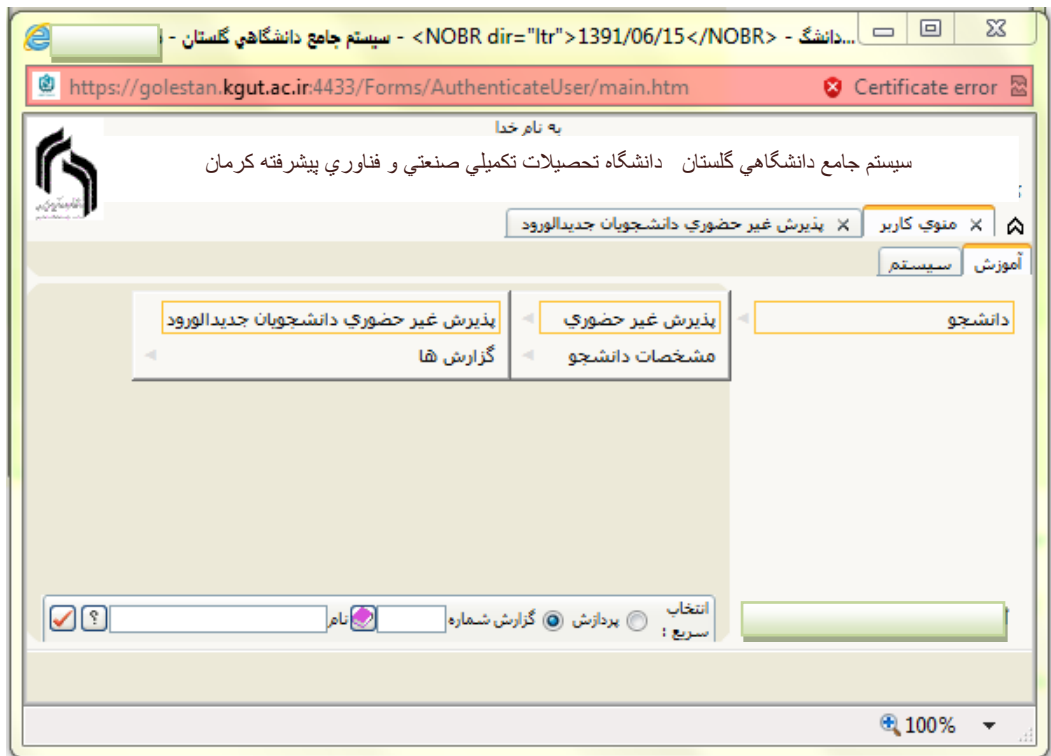 دانشگ...‎ - <NOBR dir="ltr">1391/06/15</NOBR> - سیستم جامع دانشگاهي گلستان -
https://golestan.kgut.ac.ir:4433/Forms/AuthenticateUser/main.htm Certificate error
به نام خدا
سيستم جامع دانشگاهي گلستان دانشگاه تحصيلات تكميلي صنعتي و فناوري پيشرفته كرمان
منوي كاربر X پذيرش غير حضوري دانشجويان جديدالورود X
آموزش سيستم
دانشجو پذيرش غير حضوري پذيرش غير حضوري دانشجويان جديدالورود
مشخصات دانشجو گزارش ها
انتخاب سريع : پردازش گزارش شماره نام ؟
100%